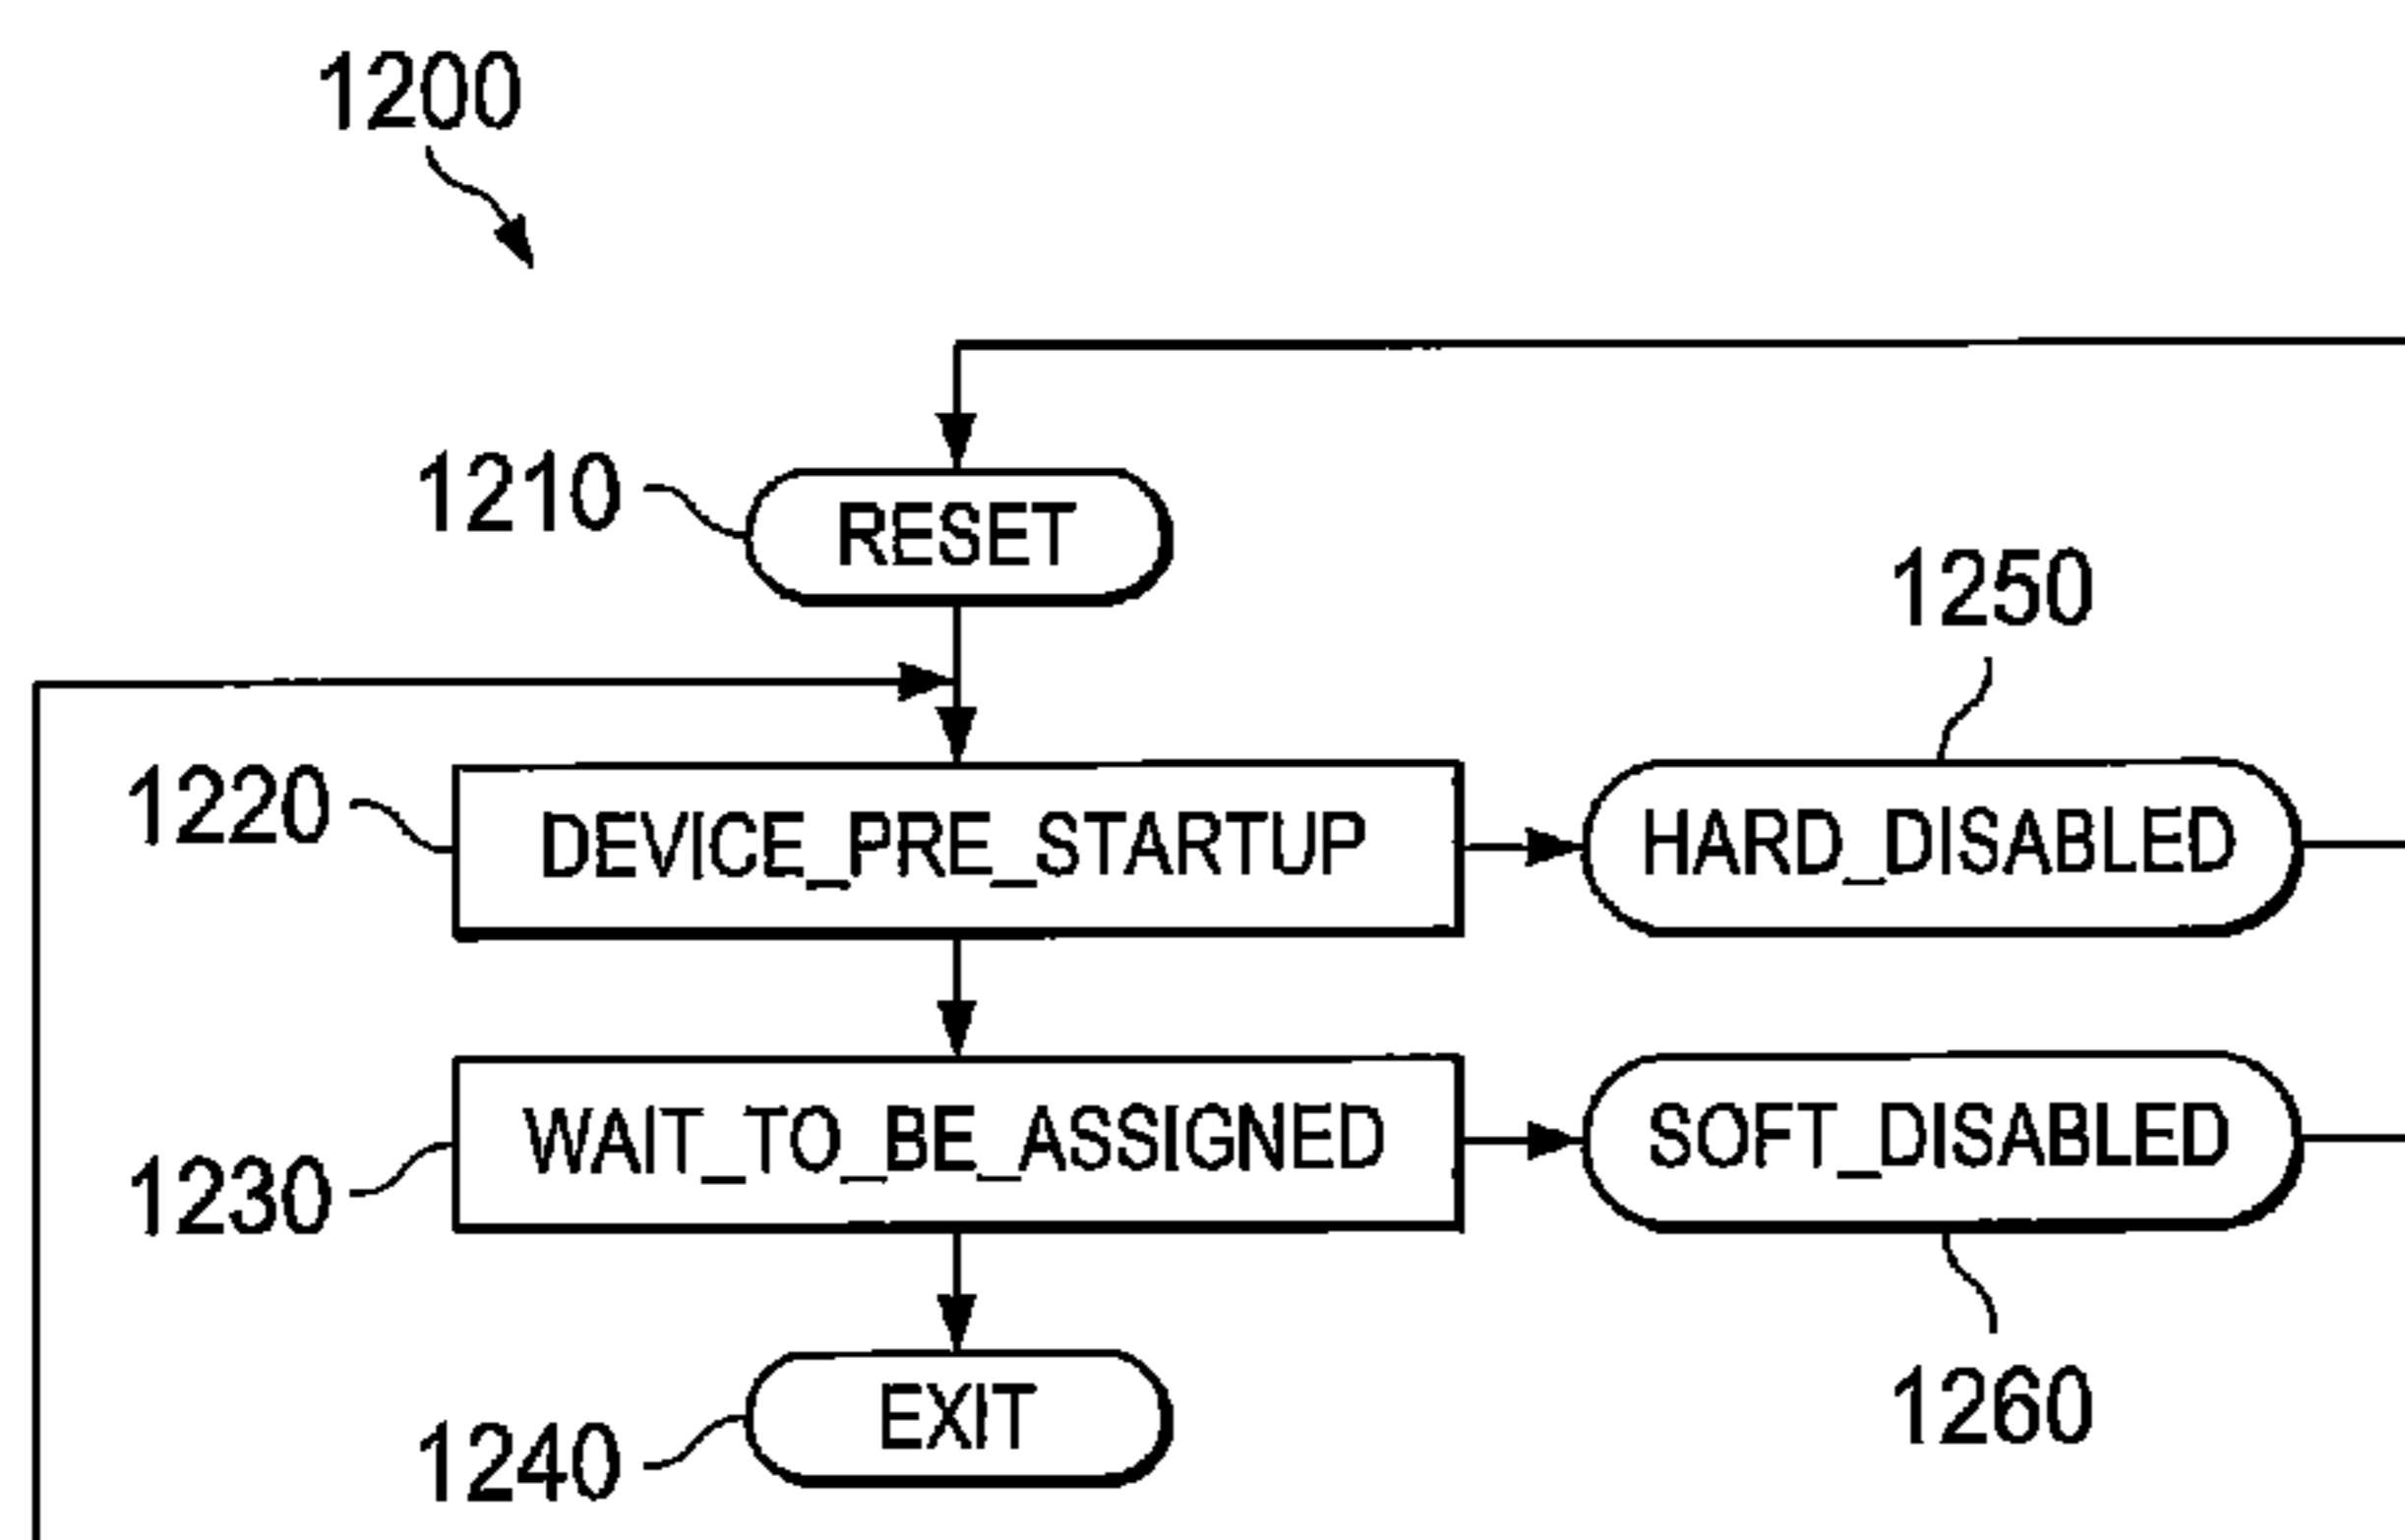 1200
1210
RESET
1250
1220
DEVICE_PRE_STARTUP
HARD_DISABLED
1230
WAIT_TO_BE_ASSIGNED
SOFT_DISABLED
1240
EXIT
1260